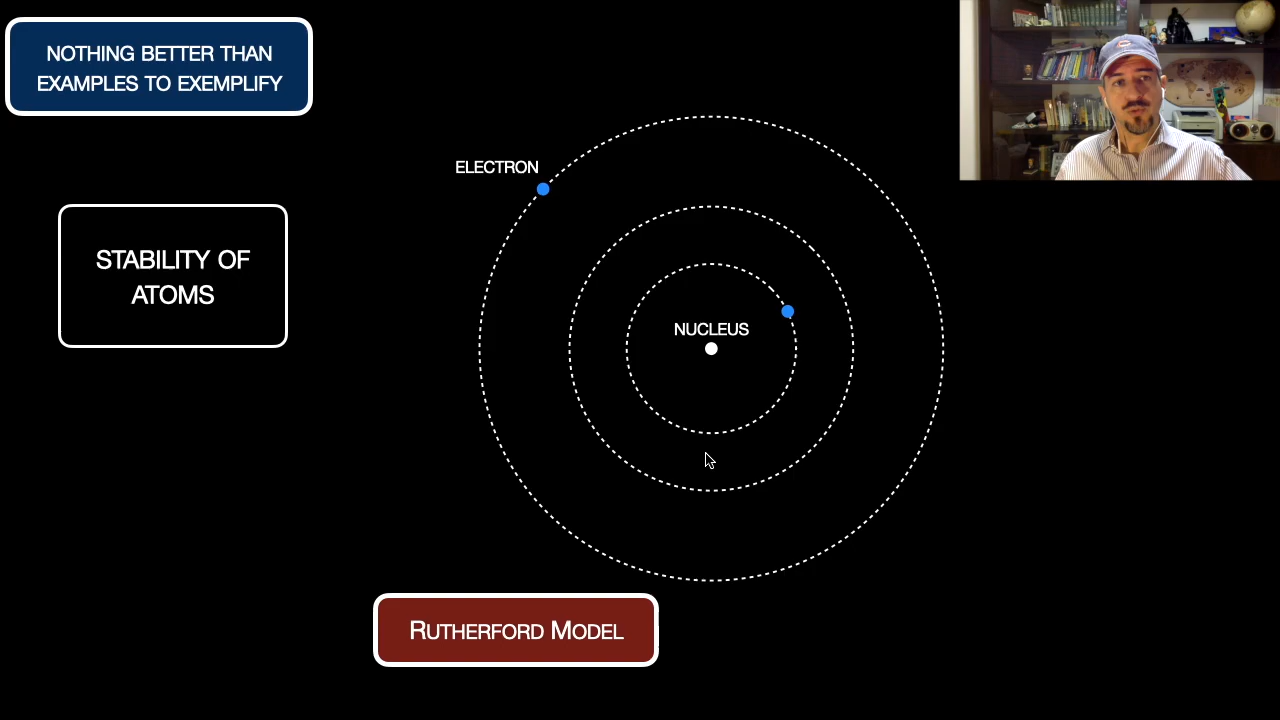 NOTHING BETTER THAN
EXAMPLES TO EXEMPLIFY
ELECTRON
STABILITY OF
ATOMS
NUCLEUS
RUTHERFORD MODEL